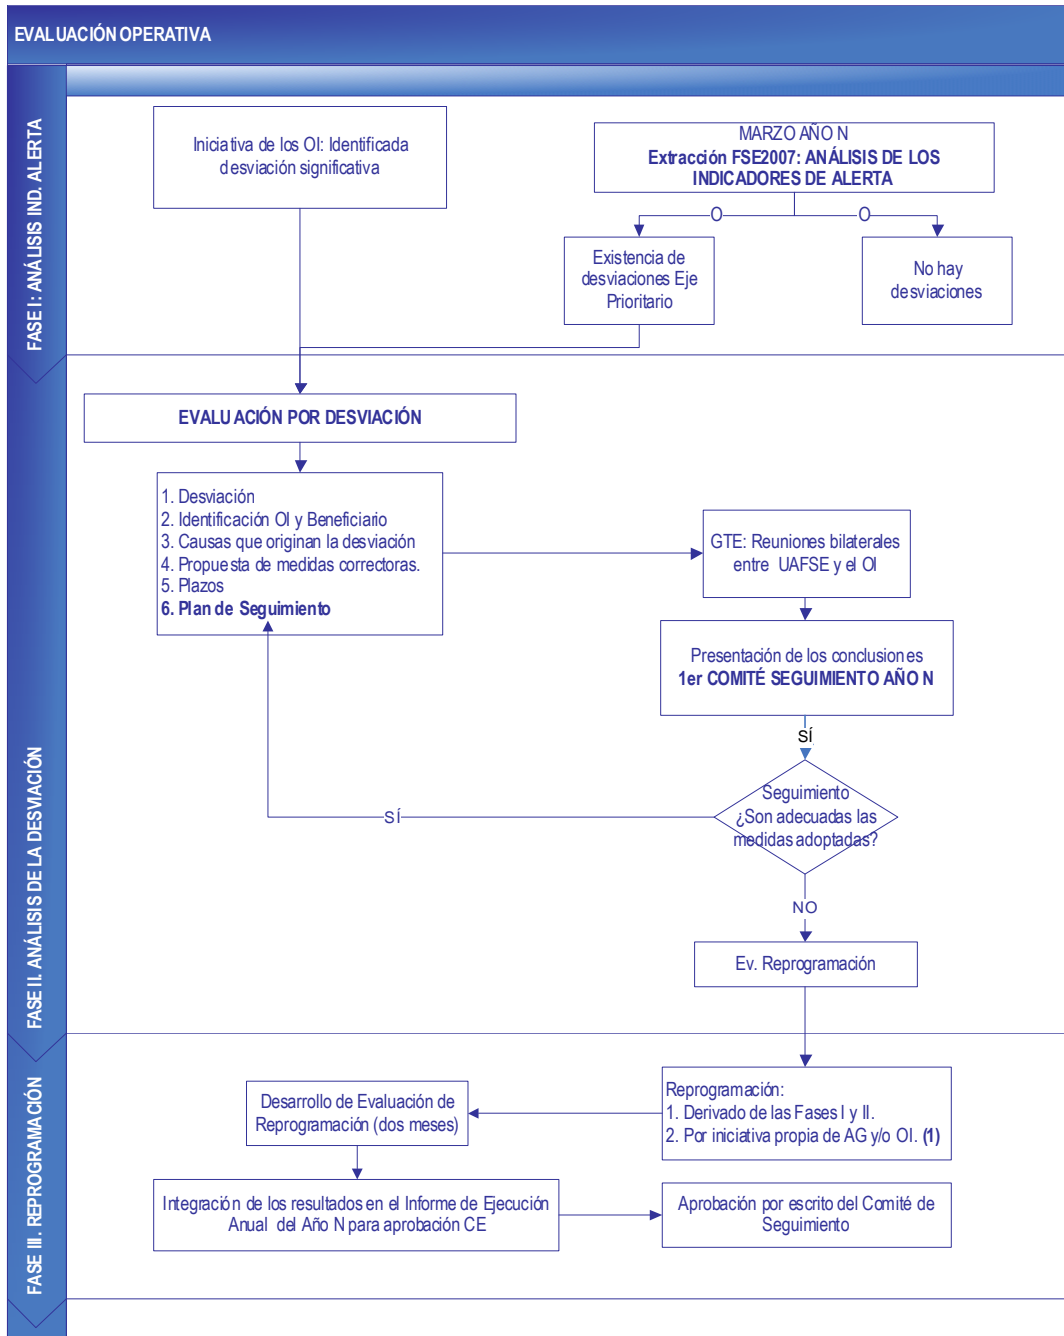 EVALUACIÓN OPERATIVA
FASE I: ANÁLISIS IND. ALERTA
Iniciativa de los OI: Identificada
desviación significativa
MARZO AÑO N
Extracción FSE2007: ANÁLISIS DE LOS
INDICADORES DE ALERTA
O
O
Existencia de
desviaciones Eje
Prioritario
No hay
desviaciones
FASE II. ANÁLISIS DE LA DESVIACIÓN
EVALUACIÓN POR DESVIACIÓN
1. Desviación
2. Identificación OI y Beneficiario
3. Causas que originan la desviación
4. Propuesta de medidas correctoras.
5. Plazos
6. Plan de Seguimiento
GTE: Reuniones bilaterales
entre UAFSE y el OI
Presentación de los conclusiones
1er COMITÉ SEGUIMIENTO AÑO N
SÍ
Seguimiento
¿Son adecuadas las
medidas adoptadas?
SÍ
NO
Ev. Reprogramación
FASE III. REPROGRAMACIÓN
Reprogramación:
1. Derivado de las Fases I y II.
2. Por iniciativa propia de AG y/o OI. (1)
Desarrollo de Evaluación de
Reprogramación (dos meses)
Integración de los resultados en el Informe de Ejecución
Anual del Año N para aprobación CE
Aprobación por escrito del Comité de
Seguimiento